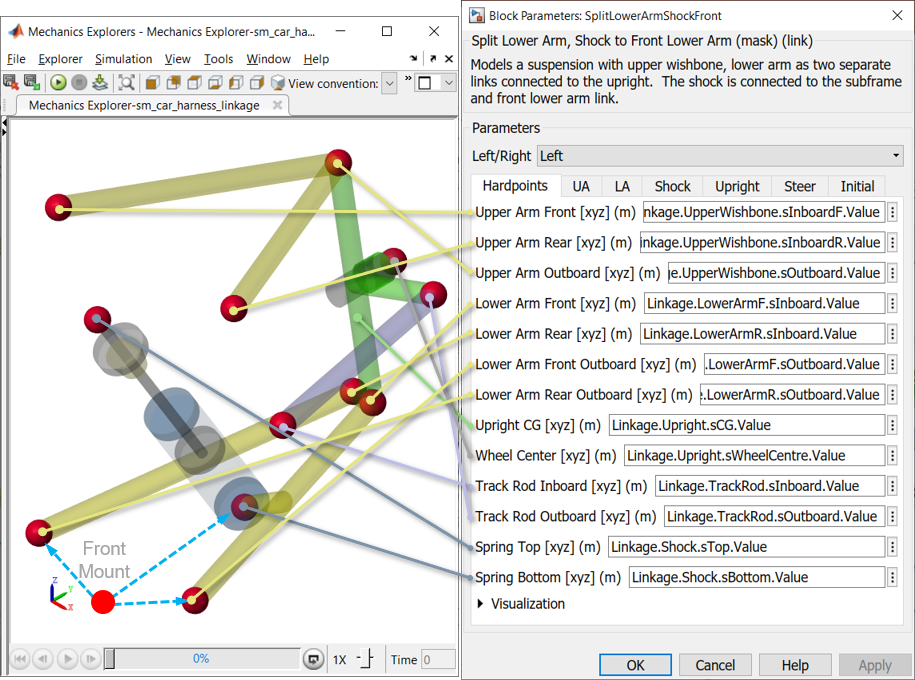 Mechanics Explorers - Mechanics Explorer-sm_car_ha...
File Explorer Simulation View Tools Window Help
View convention:
»
Mechanics Explorer-sm_car_harness_linkage
Front
Mount
z
y
x
0%
1X
Time 0
Block Parameters: SplitLowerArmShockFront
Split Lower Arm, Shock to Front Lower Arm (mask) (link)
Models a suspension with upper wishbone, lower arm as two separate
links connected to the upright. The shock is connected to the subframe
and front lower arm link.
Parameters
Left/Right Left
Hardpoints UA LA Shock Upright Steer Initial
Upper Arm Front [xyz] (m) nkage.UpperWishbone.sInboardF.Value
Upper Arm Rear [xyz] (m) inkage.UpperWishbone.sInboardR.Value
Upper Arm Outboard [xyz] (m) je.UpperWishbone.sOutboard.Value
Lower Arm Front [xyz] (m) Linkage.LowerArmF.sInboard.Value
Lower Arm Rear [xyz] (m) Linkage.LowerArmR.sInboard.Value
Lower Arm Front Outboard [xyz] (m) .LowerArmF.sOutboard.Value
Lower Arm Rear Outboard [xyz] (m) .LowerArmR.sOutboard.Value
Upright CG [xyz] (m) Linkage.Upright.sCG.Value
Wheel Center [xyz] (m) Linkage.Upright.sWheelCentre.Value
Track Rod Inboard [xyz] (m) Linkage.TrackRod.sInboard.Value
Track Rod Outboard [xyz] (m) Linkage.TrackRod.sOutboard.Value
Spring Top [xyz] (m) Linkage.Shock.sTop.Value
Spring Bottom [xyz] (m) Linkage.Shock.sBottom.Value
Visualization
OK Cancel Help Apply